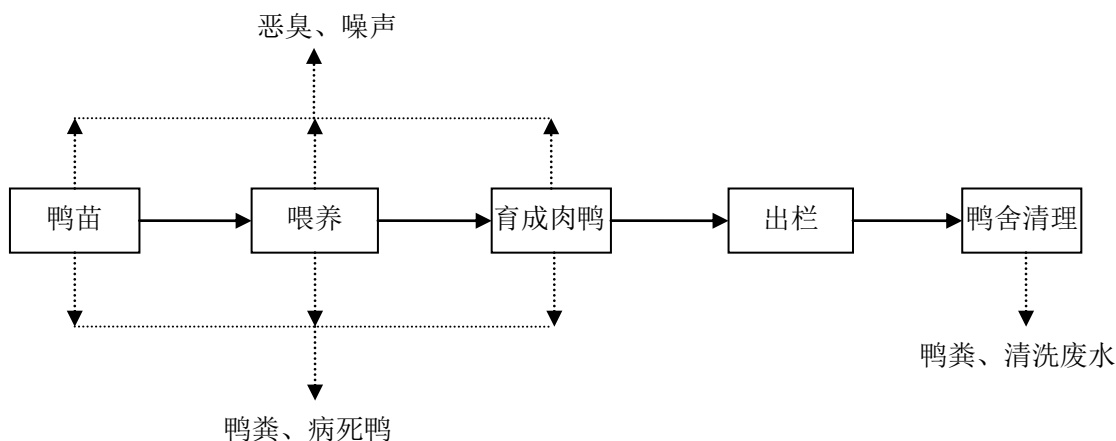 恶臭、噪声
鸭苗
喂养
育成肉鸭
出栏
鸭舍清理
鸭粪、清洗废水
鸭粪、病死鸭